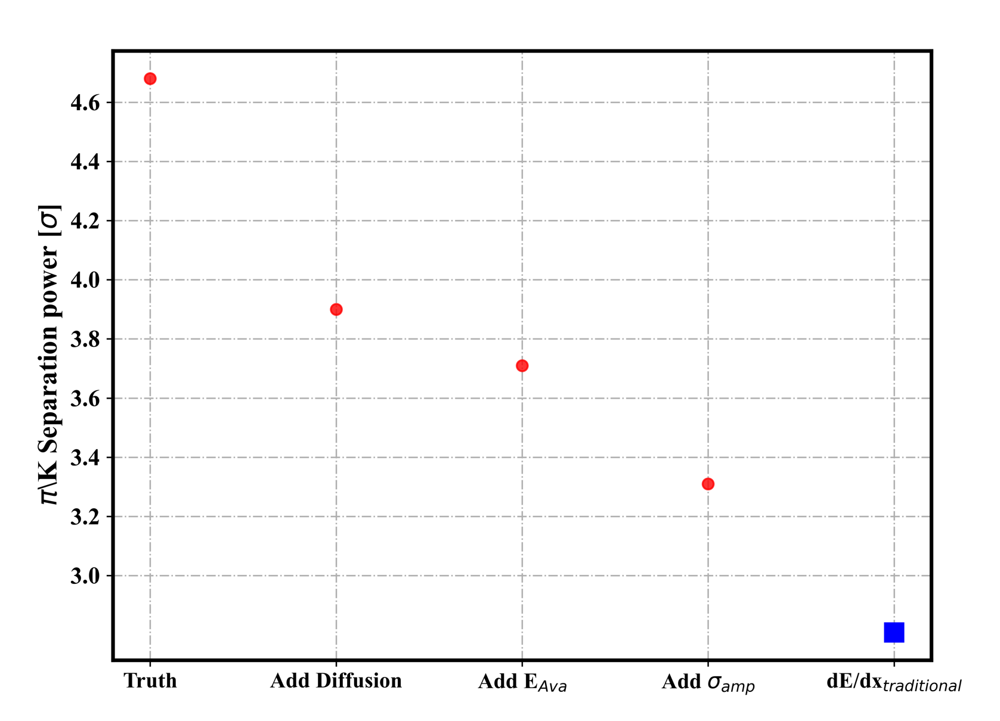 π\K Separation power [σ]
4.6
4.4
4.2
4.0
3.8
3.6
3.4
3.2
3.0
Truth
Add Diffusion
Add E_Ava
Add σ_amp
dE/dx_traditional